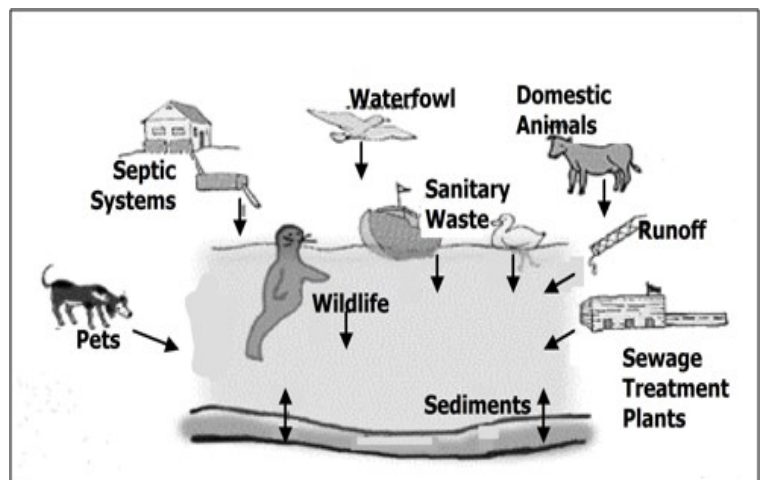 Waterfowl
Domestic
Animals
Septic
Systems
Sanitary
Waste
Runoff
Wildlife
Pets
Sewage
Treatment
Plants
Sediments